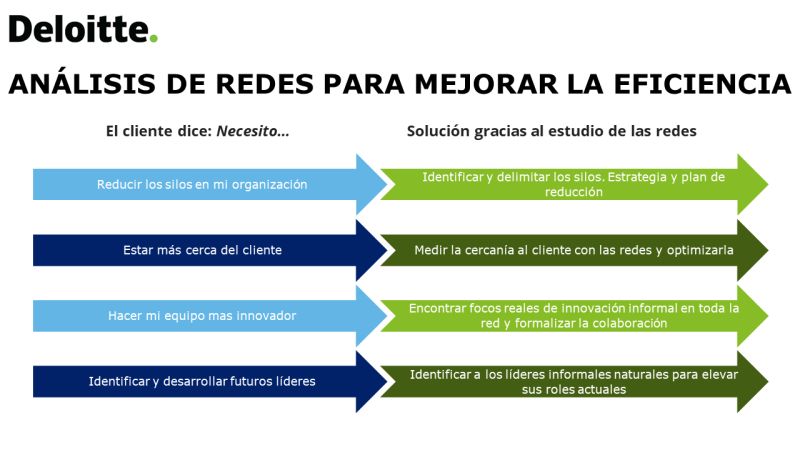 Deloitte.
ANÁLISIS DE REDES PARA MEJORAR LA EFICIENCIA
El cliente dice: Necesito...
Solución gracias al estudio de las redes
Reducir los silos en mi organización
Identificar y delimitar los silos. Estrategia y plan de
reducción
Estar más cerca del cliente
Medir la cercanía al cliente con las redes y optimizarla
Hacer mi equipo mas innovador
Encontrar focos reales de innovación informal en toda la
red y formalizar la colaboración
Identificar y desarrollar futuros líderes
Identificar a los líderes informales naturales para elevar
sus roles actuales